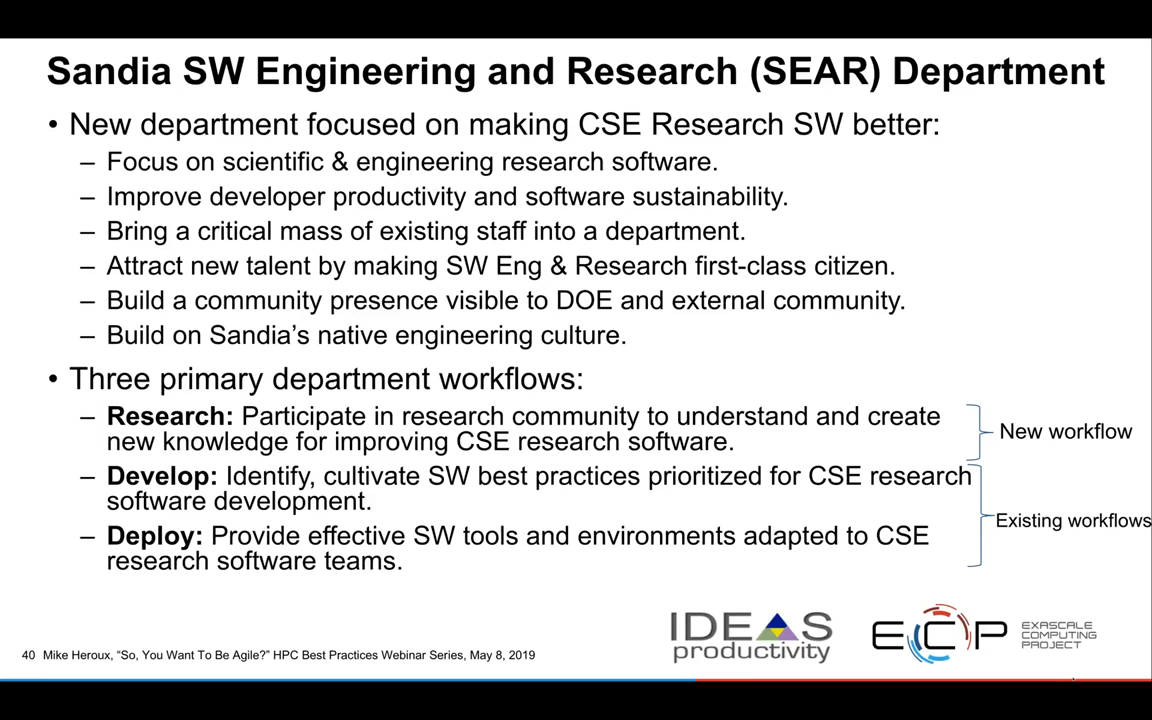 Sandia SW Engineering and Research (SEAR) Department
• New department focused on making CSE Research SW better:
– Focus on scientific & engineering research software.
– Improve developer productivity and software sustainability.
– Bring a critical mass of existing staff into a department.
– Attract new talent by making SW Eng & Research first-class citizen.
– Build a community presence visible to DOE and external community.
– Build on Sandia’s native engineering culture.
• Three primary department workflows:
– Research: Participate in research community to understand and create
new knowledge for improving CSE research software.
New workflow
– Develop: Identify, cultivate SW best practices prioritized for CSE research
software development.
– Deploy: Provide effective SW tools and environments adapted to CSE
research software teams.
Existing workflows
40 Mike Heroux, “So, You Want To Be Agile?” HPC Best Practices Webinar Series, May 8, 2019
IDEAS
productivity
ECP
EXASCALE
COMPUTING
PROJECT